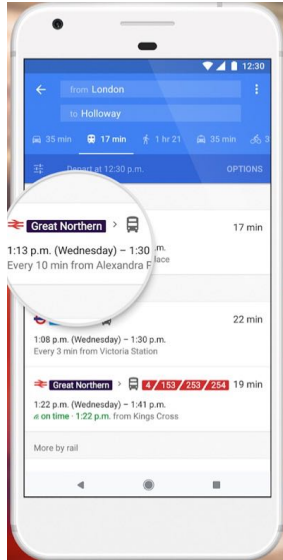 12:30
from London
to Holloway
35 min
17 min
1 hr 21
35 min
3
Depart at 12:30 p.m.
OPTIONS
Great Northern >
17 min
1:13 p.m. (Wednesday) – 1:30 p.m.
Every 10 min from Alexandra Palace
22 min
1:08 p.m. (Wednesday) – 1:30 p.m.
Every 3 min from Victoria Station
Great Northern > 4/153/253/254 19 min
1:22 p.m. (Wednesday) – 1:41 p.m.
on time · 1:22 p.m. from Kings Cross
More by rail